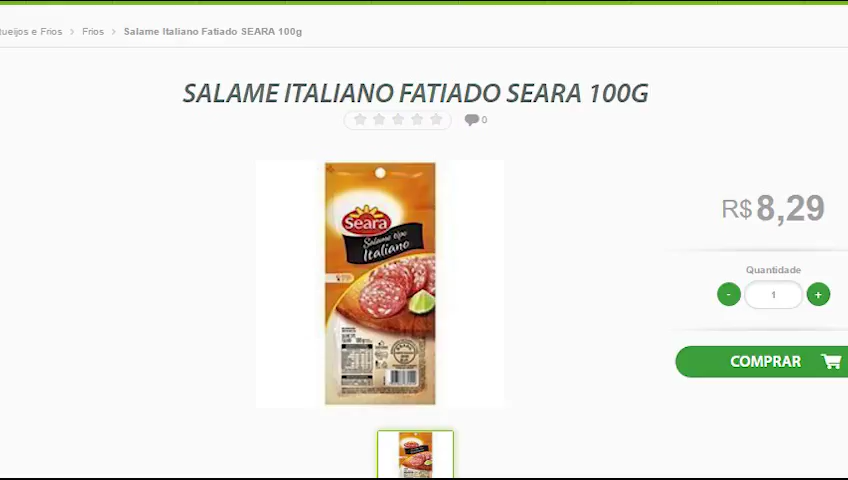 ueijos e Frios > Frios > Salame Italiano Fatiado SEARA 100g
SALAME ITALIANO FATIADO SEARA 100G
0
Seara
Salame tipo
Italiano
R$ 8,29
Quantidade
- 1 +
COMPRAR